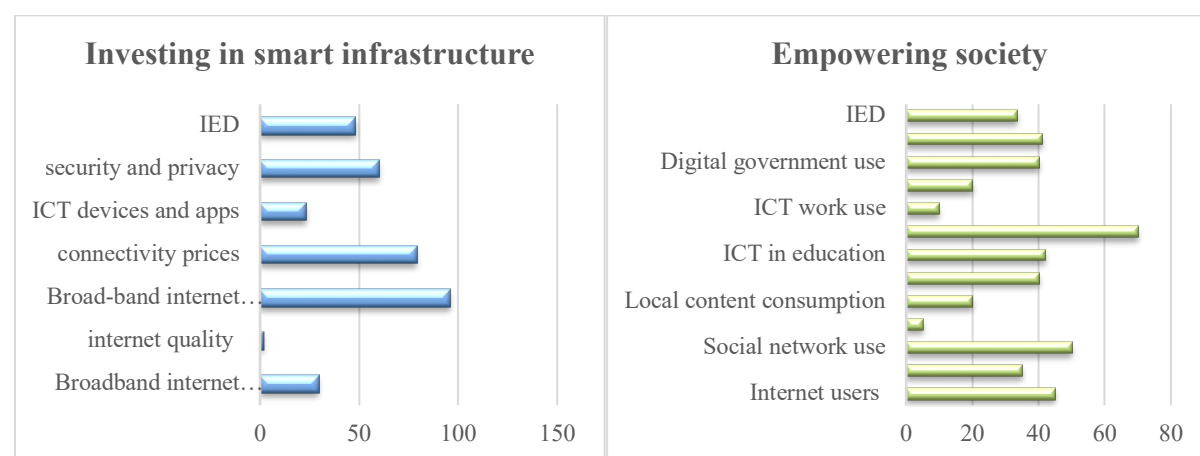 Investing in smart infrastructure
IED
security and privacy
ICT devices and apps
connectivity prices
Broad-band internet…
internet quality
Broadband internet…
0 50 100 150
Empowering society
IED
Digital government use
ICT work use
ICT in education
Local content consumption
Social network use
Internet users
0 20 40 60 80